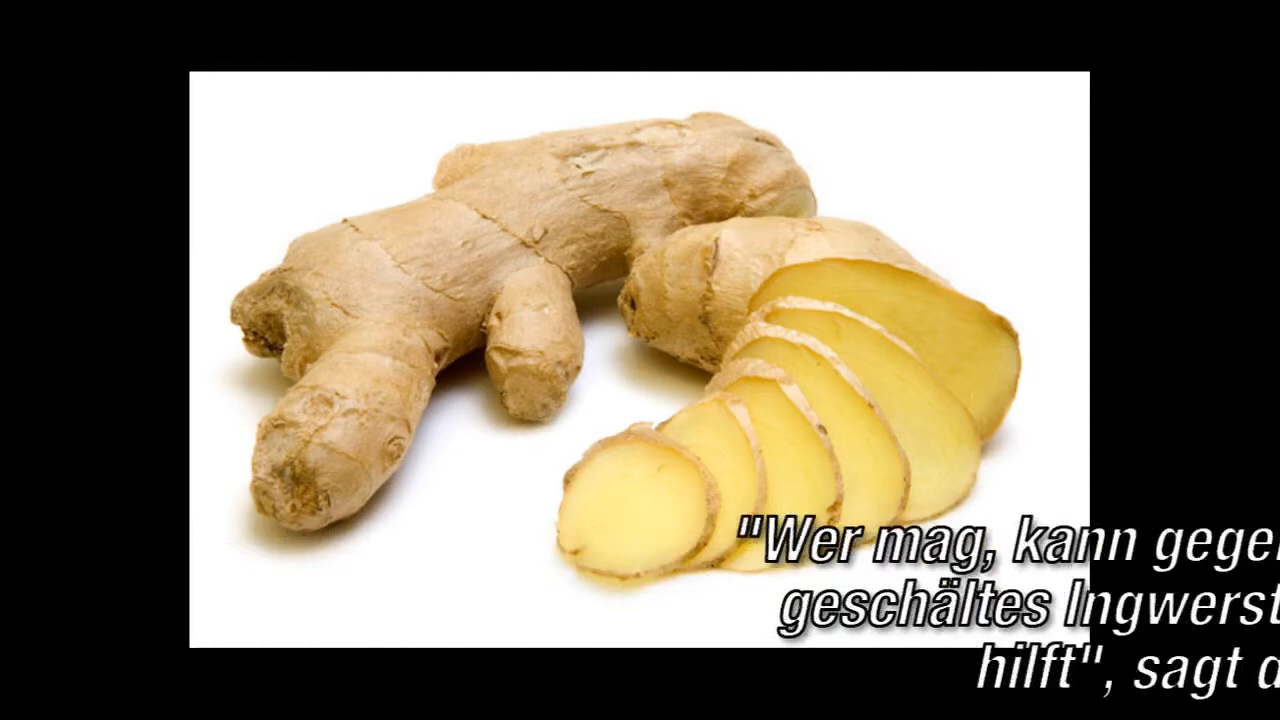 "Wer mag, kann gege
geschältes Ingwerst
hilft", sagt d